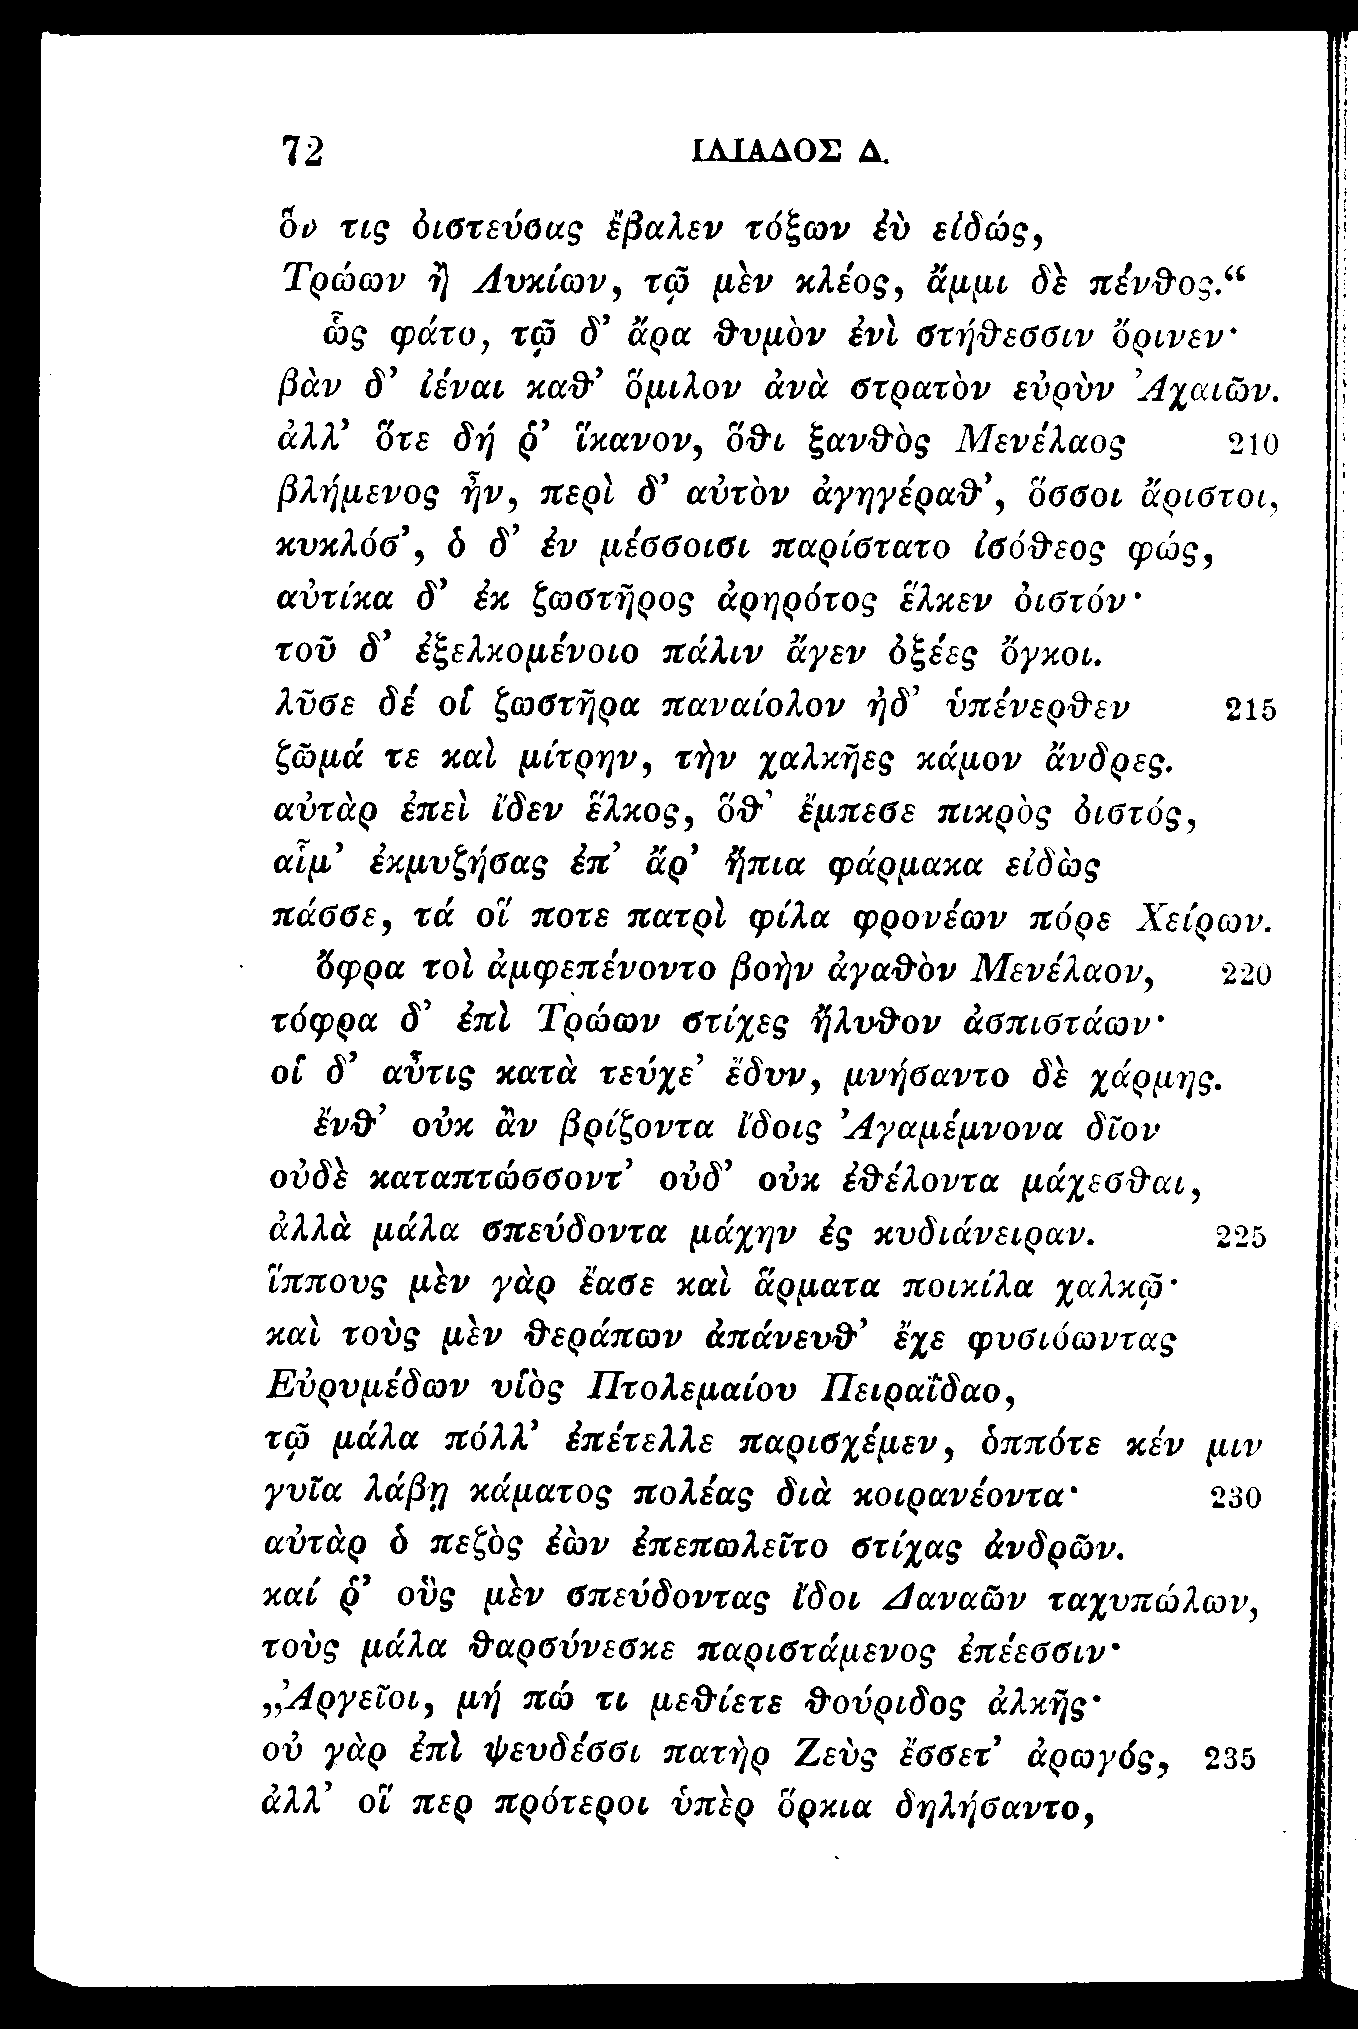 72 ΙΛΙΑΔΟΣ Δ.
ὅν τις ὀιστεύσας ἔβαλεν τόξων ἐὺ εἰδώς,
Τρώων ἢ Λυκίων, τῷ μὲν κλέος, ἄμμι δὲ πένθος.“
ὣς φάτο, τῷ δ’ ἄρα θυμὸν ἐνὶ στήθεσσιν ὄρινεν·
βὰν δ’ ἰέναι καθ’ ὅμιλον ἀνὰ στρατὸν εὐρὺν Ἀχαιῶν.
ἀλλ’ ὅτε δή ῥ’ ἵκανον, ὅθι ξανθὸς Μενέλαος 210
βλήμενος ἦν, περὶ δ’ αὐτὸν ἀγηγέραθ’, ὅσσοι ἄριστοι,
κυκλόσ’, ὁ δ’ ἐν μέσσοισι παρίστατο ἰσόθεος φώς,
αὐτίκα δ’ ἐκ ζωστῆρος ἀρηρότος ἕλκεν ὀιστόν·
τοῦ δ’ ἐξελκομένοιο πάλιν ἄγεν ὀξέες ὄγκοι.
λῦσε δέ οἱ ζωστῆρα παναίολον ἠδ’ ὑπένερθεν 215
ζῶμά τε καὶ μίτρην, τὴν χαλκῆες κάμον ἄνδρες.
αὐτὰρ ἐπεὶ ἴδεν ἕλκος, ὅθ’ ἔμπεσε πικρὸς ὀιστός,
αἷμ’ ἐκμυζήσας ἐπ’ ἄρ’ ἤπια φάρμακα εἰδὼς
πάσσε, τά οἵ ποτε πατρὶ φίλα φρονέων πόρε Χείρων.
ὄφρα τοὶ ἀμφεπένοντο βοὴν ἀγαθὸν Μενέλαον, 220
τόφρα δ’ ἐπὶ Τρώων στίχες ἤλυθον ἀσπιστάων·
οἱ δ’ αὖτις κατὰ τεύχε’ ἔδυν, μνήσαντο δὲ χάρμης.
ἔνθ’ οὐκ ἂν βρίζοντα ἴδοις Ἀγαμέμνονα δῖον
οὐδὲ καταπτώσσοντ’ οὐδ’ οὐκ ἐθέλοντα μάχεσθαι,
ἀλλὰ μάλα σπεύδοντα μάχην ἐς κυδιάνειραν. 225
ἵππους μὲν γὰρ ἔασε καὶ ἅρματα ποικίλα χαλκῷ·
καὶ τοὺς μὲν θεράπων ἀπάνευθ’ ἔχε φυσιόωντας
Εὐρυμέδων υἱὸς Πτολεμαίου Πειραΐδαο,
τῷ μάλα πόλλ’ ἐπέτελλε παρισχέμεν, ὁππότε κέν μιν
γυῖα λάβῃ κάματος πολέας διὰ κοιρανέοντα· 230
αὐτὰρ ὁ πεζὸς ἐὼν ἐπεπωλεῖτο στίχας ἀνδρῶν.
καί ῥ’ οὓς μὲν σπεύδοντας ἴδοι Δαναῶν ταχυπώλων,
τοὺς μάλα θαρσύνεσκε παριστάμενος ἐπέεσσιν·
„Ἀργεῖοι, μή πώ τι μεθίετε θούριδος ἀλκῆς·
οὐ γὰρ ἐπὶ ψευδέσσι πατὴρ Ζεὺς ἔσσετ’ ἀρωγός, 235
ἀλλ’ οἵ περ πρότεροι ὑπὲρ ὅρκια δηλήσαντο,